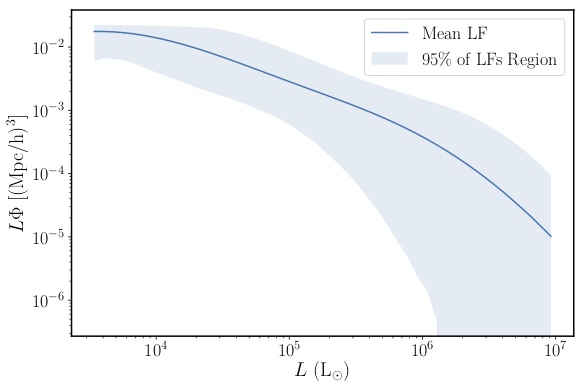 Mean LF
95% of LFs Region
LΦ [(Mpc/h)³]
10⁻²
10⁻³
10⁻⁴
10⁻⁵
10⁻⁶
10⁴ 10⁵ 10⁶ 10⁷
L (L⊙)